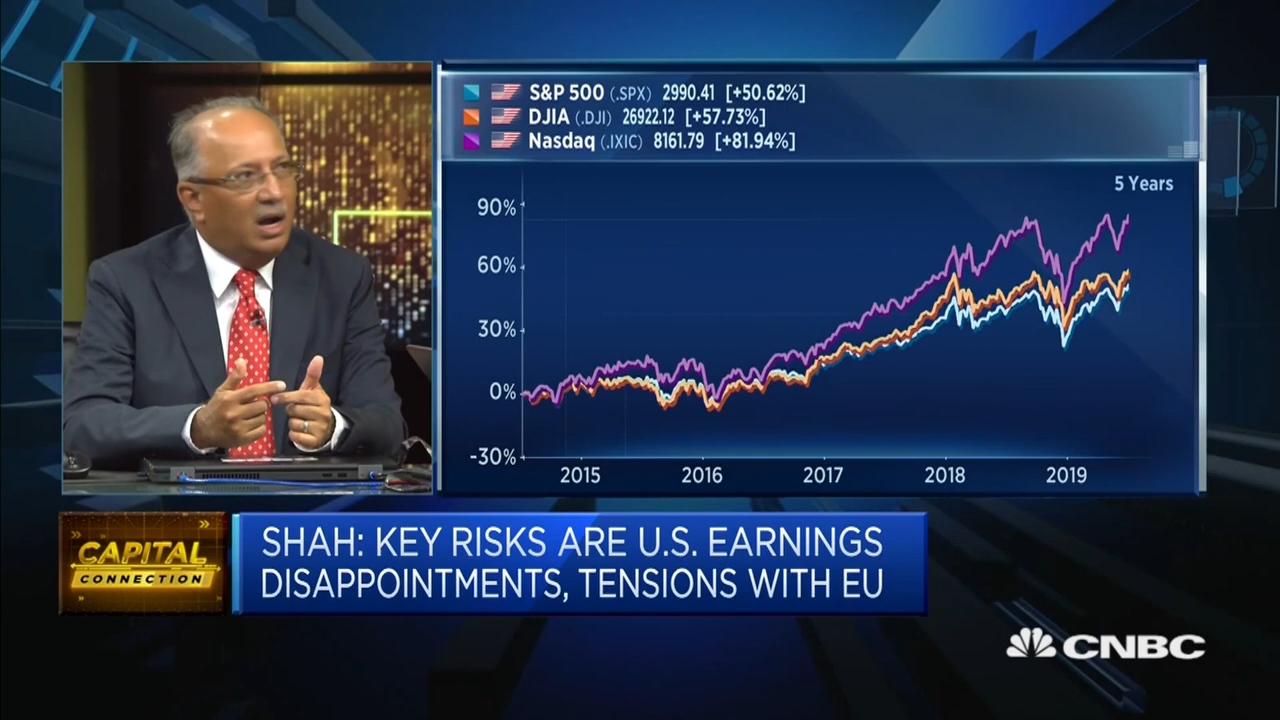 S&P 500 (.SPX) 2990.41 [+50.62%]
DJIA (.DJI) 26922.12 [+57.73%]
Nasdaq (.IXIC) 8161.79 [+81.94%]
5 Years
90%
60%
30%
0%
-30%
2015 2016 2017 2018 2019
CAPITAL
CONNECTION
SHAH: KEY RISKS ARE U.S. EARNINGS
DISAPPOINTMENTS, TENSIONS WITH EU
CNBC